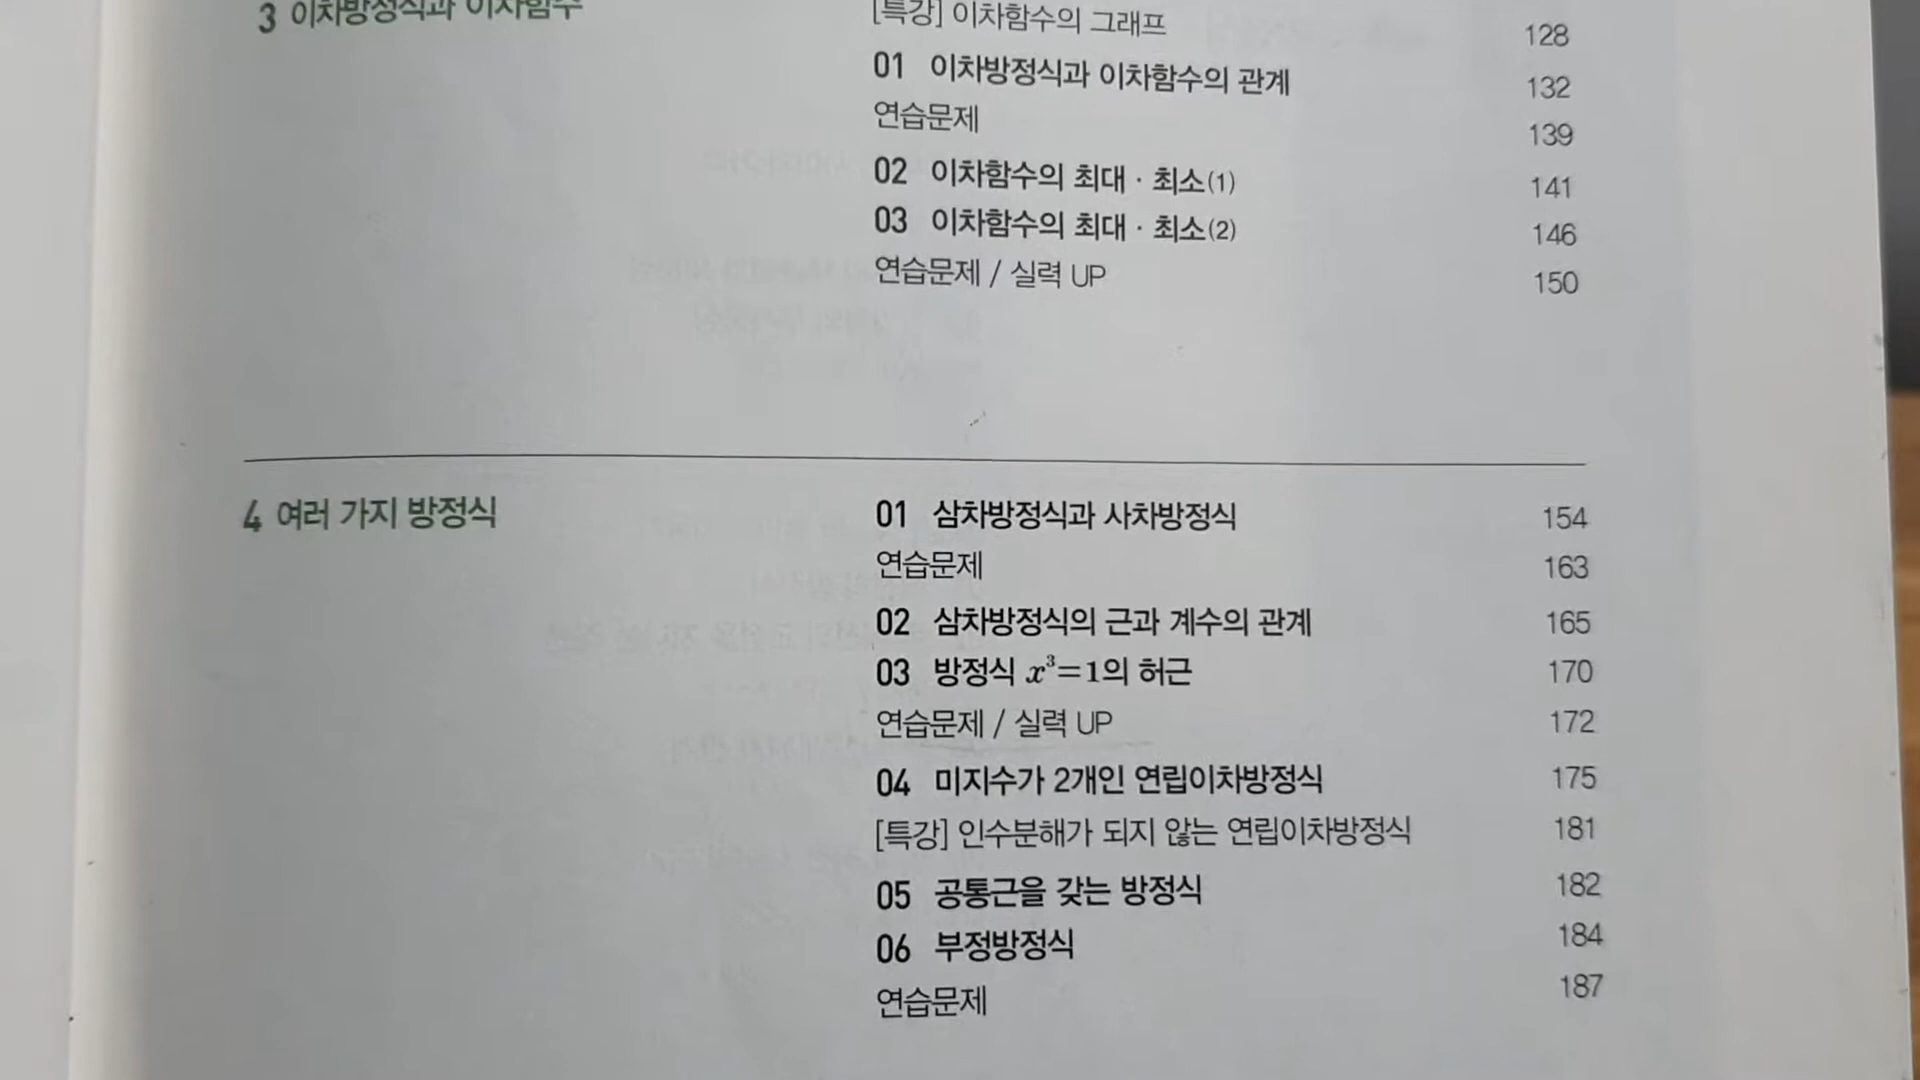 3 이차방정식과 이차함수
[특강] 이차함수의 그래프 128
01 이차방정식과 이차함수의 관계 132
연습문제 139
02 이차함수의 최대 · 최소(1) 141
03 이차함수의 최대 · 최소(2) 146
연습문제 / 실력 UP 150
4 여러 가지 방정식
01 삼차방정식과 사차방정식 154
연습문제 163
02 삼차방정식의 근과 계수의 관계 165
03 방정식 x³=1의 허근 170
연습문제 / 실력 UP 172
04 미지수가 2개인 연립이차방정식 175
[특강] 인수분해가 되지 않는 연립이차방정식 181
05 공통근을 갖는 방정식 182
06 부정방정식 184
연습문제 187